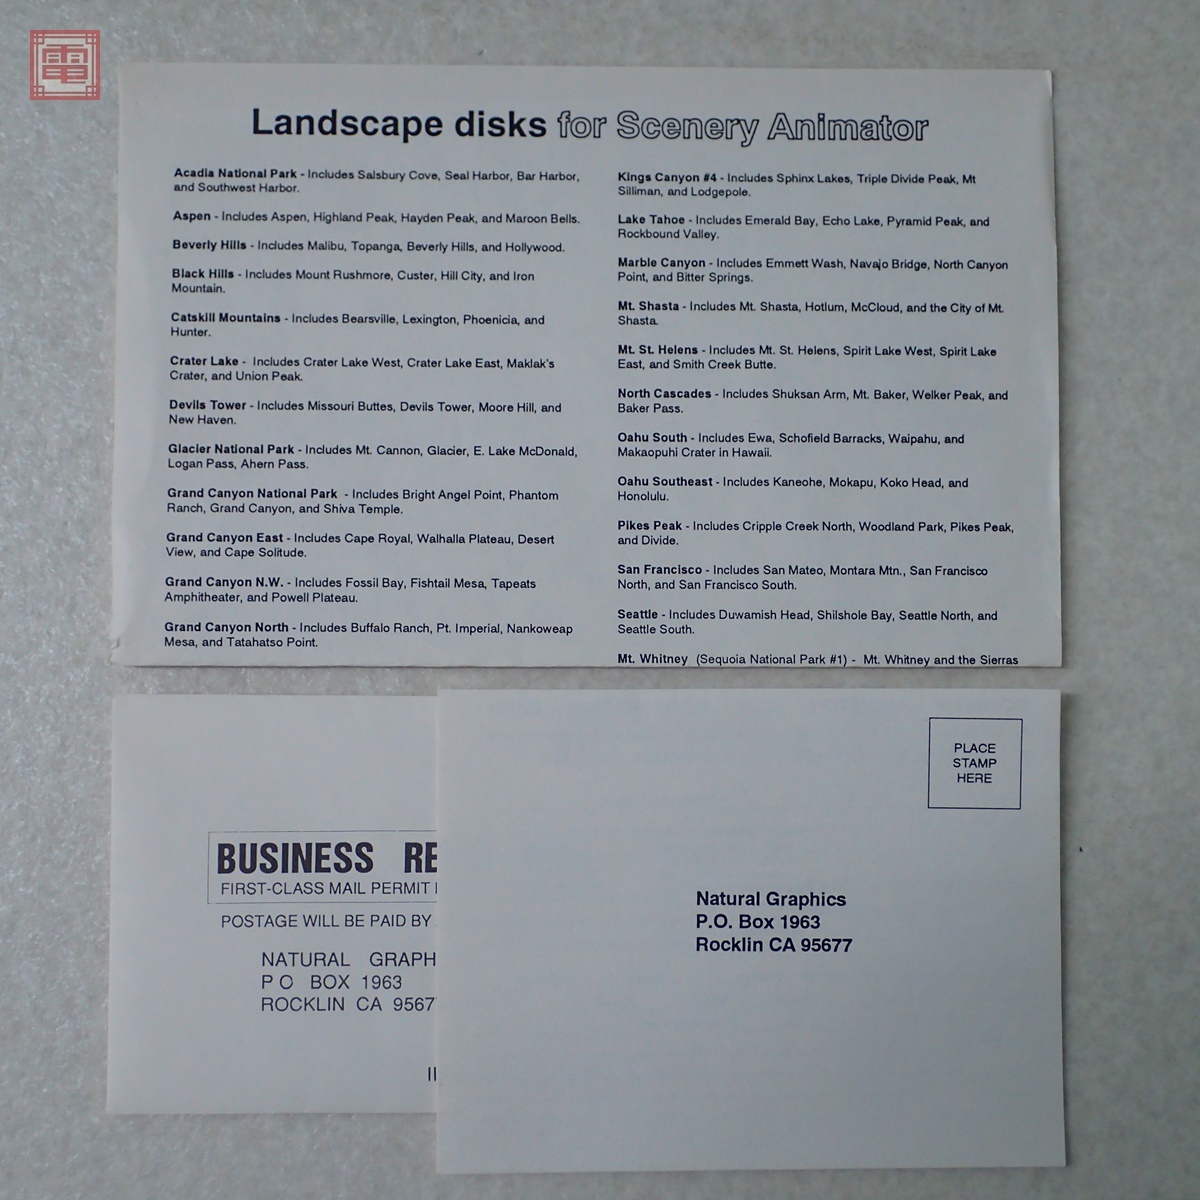 Landscape disks for Scenery Animator
Acadia National Park - Includes Salsbury Cove, Seal Harbor, Bar Harbor,
and Southwest Harbor.
Aspen - Includes Aspen, Highland Peak, Hayden Peak, and Maroon Bells.
Beverly Hills - Includes Malibu, Topanga, Beverly Hills, and Hollywood.
Black Hills - Includes Mount Rushmore, Custer, Hill City, and Iron
Mountain.
Catskill Mountains - Includes Bearsville, Lexington, Phoenicia, and
Hunter.
Crater Lake - Includes Crater Lake West, Crater Lake East, Maklak's
Crater, and Union Peak.
Devils Tower - Includes Missouri Buttes, Devils Tower, Moore Hill, and
New Haven.
Glacier National Park - Includes Mt. Cannon, Glacier, E. Lake McDonald,
Logan Pass, Ahern Pass.
Grand Canyon National Park - Includes Bright Angel Point, Phantom
Ranch, Grand Canyon, and Shiva Temple.
Grand Canyon East - Includes Cape Royal, Walhalla Plateau, Desert
View, and Cape Solitude.
Grand Canyon N.W. - Includes Fossil Bay, Fishtail Mesa, Tapeats
Amphitheater, and Powell Plateau.
Grand Canyon North - Includes Buffalo Ranch, Pt. Imperial, Nankoweap
Mesa, and Tatahatso Point.
Kings Canyon #4 - Includes Sphinx Lakes, Triple Divide Peak, Mt
Silliman, and Lodgepole.
Lake Tahoe - Includes Emerald Bay, Echo Lake, Pyramid Peak, and
Rockbound Valley.
Marble Canyon - Includes Emmett Wash, Navajo Bridge, North Canyon
Point, and Bitter Springs.
Mt. Shasta - Includes Mt. Shasta, Hotlum, McCloud, and the City of Mt.
Shasta.
Mt. St. Helens - Includes Mt. St. Helens, Spirit Lake West, Spirit Lake
East, and Smith Creek Butte.
North Cascades - Includes Shuksan Arm, Mt. Baker, Welker Peak, and
Baker Pass.
Oahu South - Includes Ewa, Schofield Barracks, Waipahu, and
Makaopuhi Crater in Hawaii.
Oahu Southeast - Includes Kaneohe, Mokapu, Koko Head, and
Honolulu.
Pikes Peak - Includes Cripple Creek North, Woodland Park, Pikes Peak,
and Divide.
San Francisco - Includes San Mateo, Montara Mtn., San Francisco
North, and San Francisco South.
Seattle - Includes Duwamish Head, Shilshole Bay, Seattle North, and
Seattle South.
Mt. Whitney (Sequoia National Park #1) - Mt. Whitney and the Sierras
BUSINESS RE
FIRST-CLASS MAIL PERMIT
POSTAGE WILL BE PAID BY
NATURAL GRAPH
P O BOX 1963
ROCKLIN CA 9567
PLACE
STAMP
HERE
Natural Graphics
P.O. Box 1963
Rocklin CA 95677